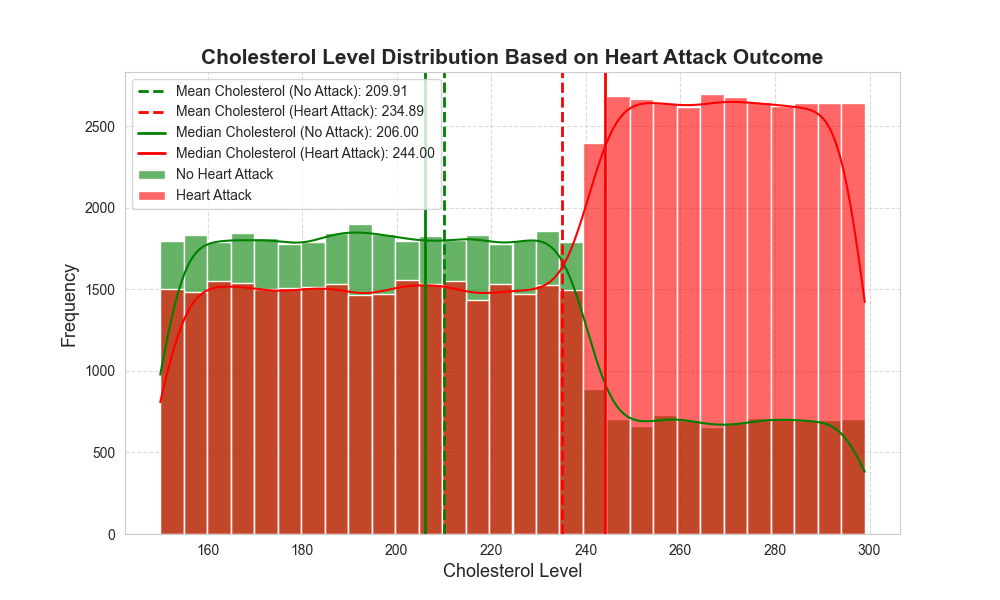 Cholesterol Level Distribution Based on Heart Attack Outcome
Mean Cholesterol (No Attack): 209.91
Mean Cholesterol (Heart Attack): 234.89
Median Cholesterol (No Attack): 206.00
Median Cholesterol (Heart Attack): 244.00
No Heart Attack
Heart Attack
Frequency
2500
2000
1500
1000
500
0
160 180 200 220 240 260 280 300
Cholesterol Level